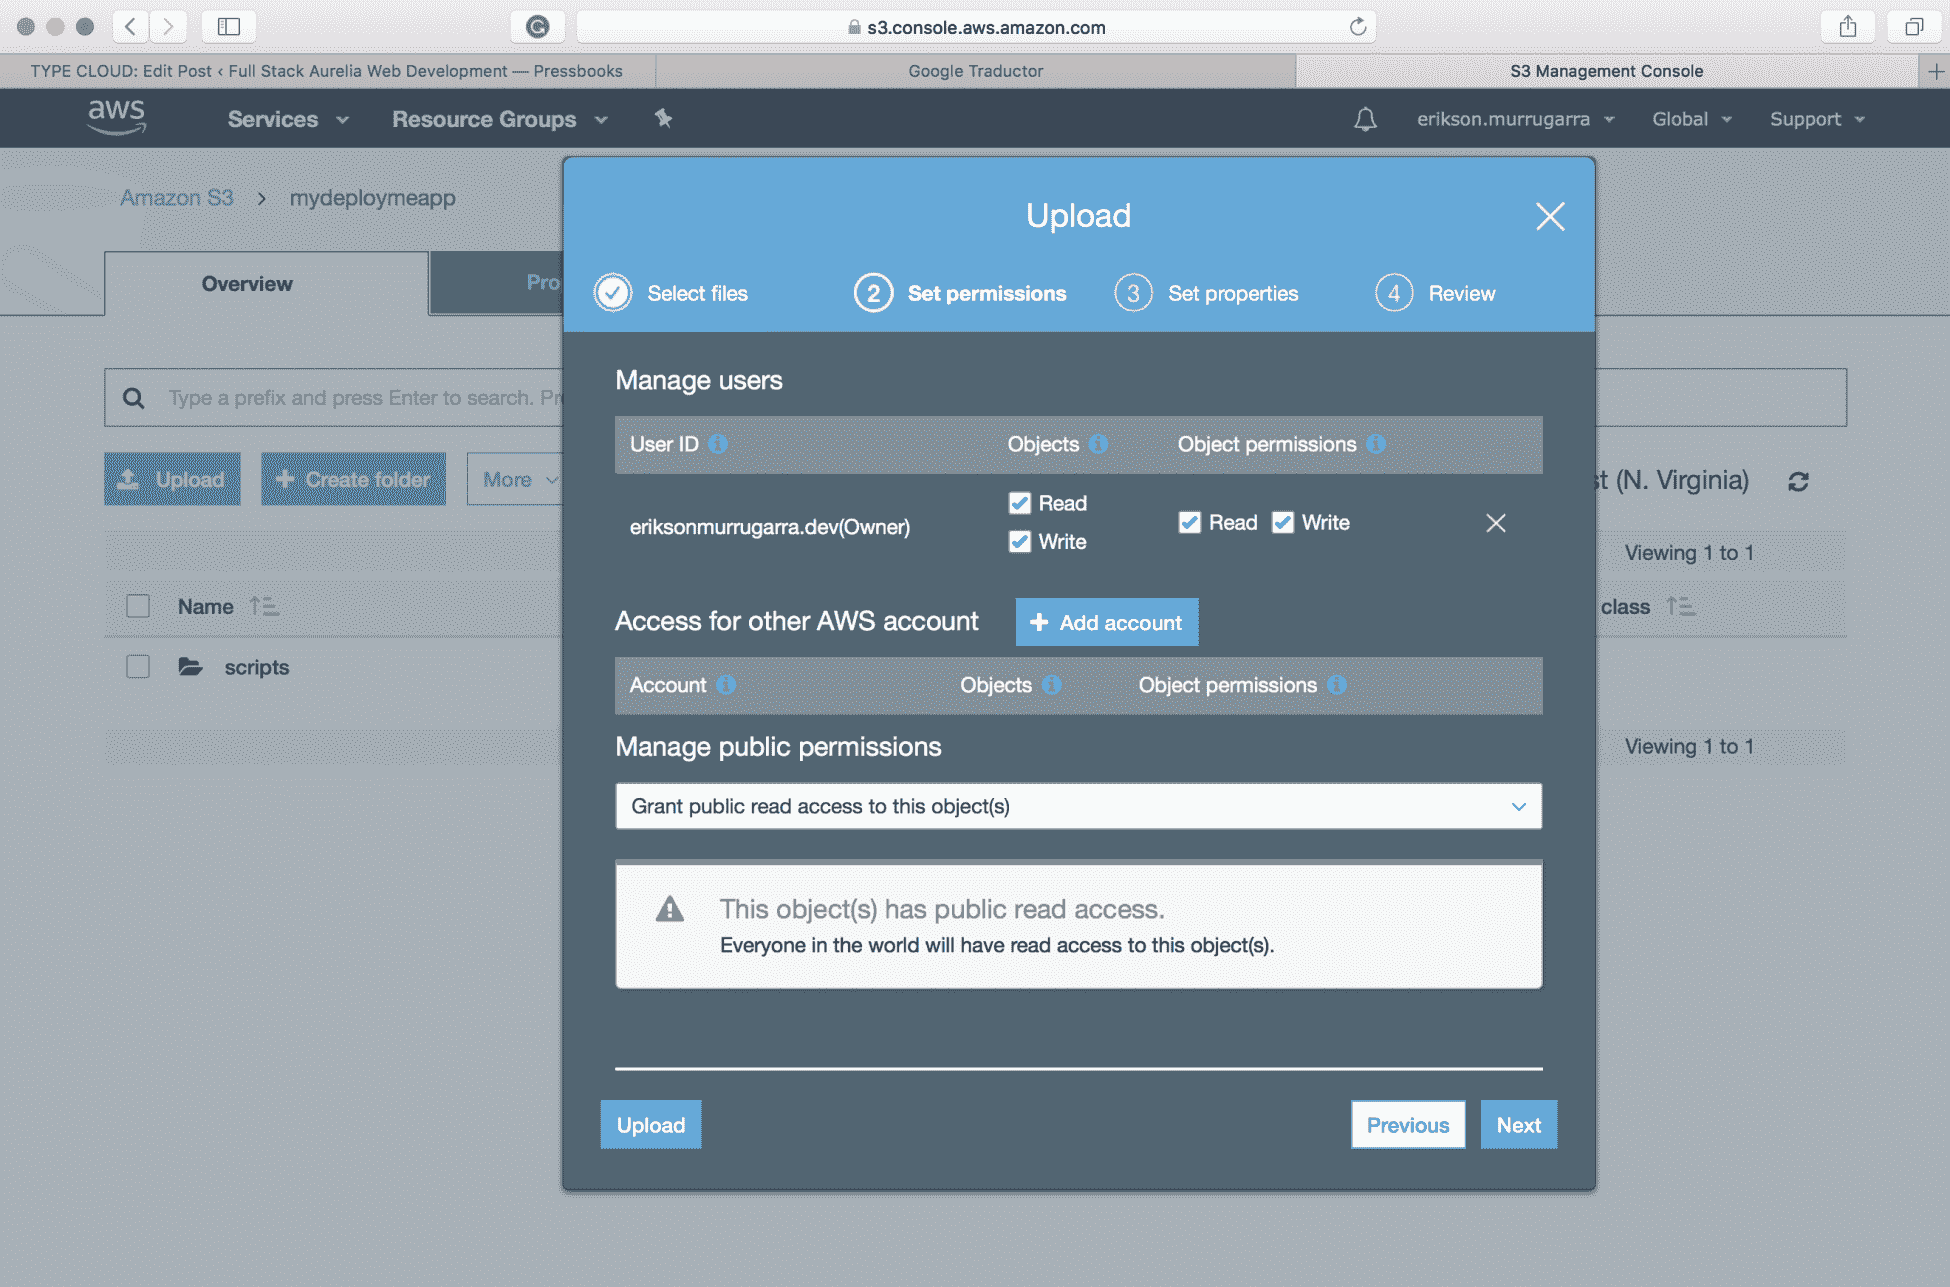 s3.console.aws.amazon.com
TYPE CLOUD: Edit Post ‹ Full Stack Aurelia Web Development — Pressbooks
Google Traductor
S3 Management Console
aws
Services
Resource Groups
erikson.murrugarra
Global
Support
Amazon S3 > mydeploymeapp
Upload
Overview
Pro
Select files
2 Set permissions
3 Set properties
4 Review
Manage users
Type a prefix and press Enter to search. Pr
User ID
Objects
Object permissions
Upload
Create folder
More
st (N. Virginia)
eriksonmurrugarra.dev(Owner)
Read
Write
Read
Write
Viewing 1 to 1
Name
class
Access for other AWS account
Add account
scripts
Account
Objects
Object permissions
Manage public permissions
Viewing 1 to 1
Grant public read access to this object(s)
This object(s) has public read access.
Everyone in the world will have read access to this object(s).
Upload
Previous
Next